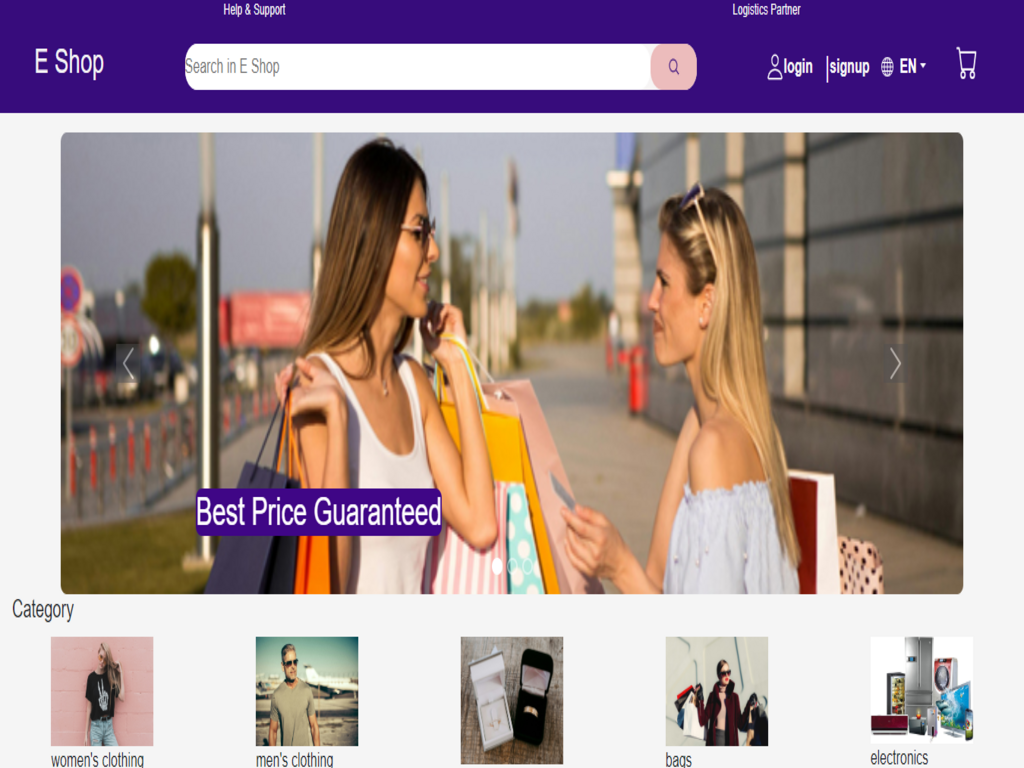 Help & Support
Logistics Partner
E Shop
Search in E Shop
login
|signup
EN
Best Price Guaranteed
Category
women's clothing
men's clothing
bags
electronics